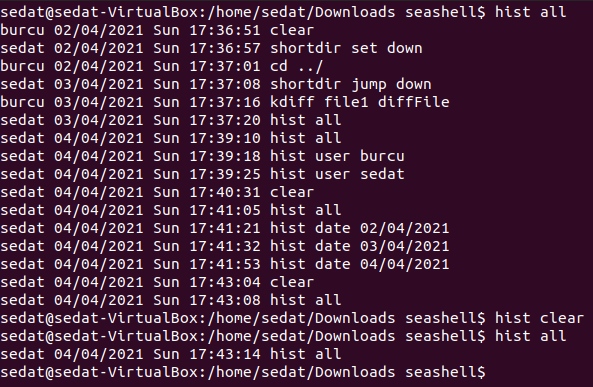 sedat@sedat-VirtualBox:/home/sedat/Downloads seashell$ hist all
burcu 02/04/2021 Sun 17:36:51 clear
sedat 02/04/2021 Sun 17:36:57 shortdir set down
burcu 02/04/2021 Sun 17:37:01 cd ../
sedat 03/04/2021 Sun 17:37:08 shortdir jump down
burcu 03/04/2021 Sun 17:37:16 kdiff file1 diffFile
sedat 03/04/2021 Sun 17:37:20 hist all
sedat 04/04/2021 Sun 17:39:10 hist all
sedat 04/04/2021 Sun 17:39:18 hist user burcu
sedat 04/04/2021 Sun 17:39:25 hist user sedat
sedat 04/04/2021 Sun 17:40:31 clear
sedat 04/04/2021 Sun 17:41:05 hist all
sedat 04/04/2021 Sun 17:41:21 hist date 02/04/2021
sedat 04/04/2021 Sun 17:41:32 hist date 03/04/2021
sedat 04/04/2021 Sun 17:41:53 hist date 04/04/2021
sedat 04/04/2021 Sun 17:43:04 clear
sedat 04/04/2021 Sun 17:43:08 hist all
sedat@sedat-VirtualBox:/home/sedat/Downloads seashell$ hist clear
sedat@sedat-VirtualBox:/home/sedat/Downloads seashell$ hist all
sedat 04/04/2021 Sun 17:43:14 hist all
sedat@sedat-VirtualBox:/home/sedat/Downloads seashell$